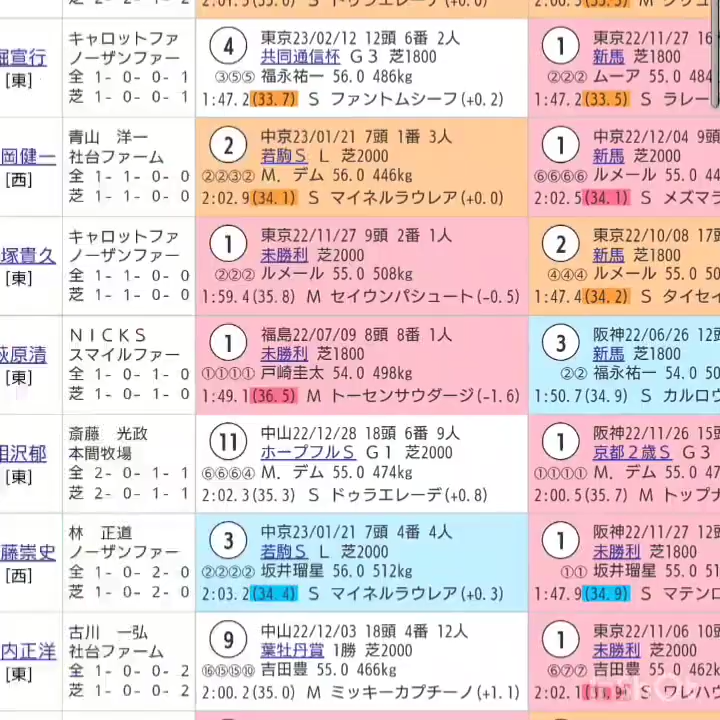 2:01.5(35.6) S ドゥラエレーデ(+0.0)
堀宣行
[東]
キャロットファ
ノーザンファー
全 1- 0- 0- 1
芝 1- 0- 0- 1
4 東京23/02/12 12頭 6番 2人
共同通信杯 G3 芝1800
③⑤⑤ 福永祐一 56.0 486kg
1:47.2(33.7) S ファントムシーフ(+0.2)
1 東京22/11/27 16
新馬 芝1800
②②② ムーア 55.0 484
1:47.2(33.5) S ラレー
岡健一
[西]
青山 洋一
社台ファーム
全 1- 1- 0- 0
芝 1- 1- 0- 0
2 中京23/01/21 7頭 1番 3人
若駒S L 芝2000
②②③② M.デム 56.0 446kg
2:02.9(34.1) S マイネルラウレア(+0.0)
1 中京22/12/04 9頭
新馬 芝2000
⑥⑥⑥⑥ ルメール 55.0 44
2:02.5(34.1) S メズマラ
塚貴久
[東]
キャロットファ
ノーザンファー
全 1- 1- 0- 0
芝 1- 1- 0- 0
1 東京22/11/27 9頭 2番 1人
未勝利 芝2000
②②② ルメール 55.0 508kg
1:59.4(35.8) M セイウンパシュート(-0.5)
2 東京22/10/08 17頭
新馬 芝1800
④④④ ルメール 55.0 50
1:47.4(34.2) S タイセイ
萩原清
[東]
NICKS
スマイルファー
全 1- 0- 1- 0
芝 1- 0- 1- 0
1 福島22/07/09 8頭 8番 1人
未勝利 芝1800
①①①① 戸崎圭太 54.0 498kg
1:49.1(36.5) M トーセンサウダージ(-1.6)
3 阪神22/06/26 12頭
新馬 芝1800
②② 福永祐一 54.0 50
1:50.7(34.9) S カルロウ
相沢郁
[東]
斎藤 光政
本間牧場
全 2- 0- 1- 1
芝 2- 0- 1- 1
11 中山22/12/28 18頭 6番 9人
ホープフルS G1 芝2000
⑥⑥⑥④ M.デム 55.0 474kg
2:02.3(35.3) S ドゥラエレーデ(+0.8)
1 阪神22/11/26 15頭
京都2歳S G3
①①①① M.デム 55.0 47
2:00.5(35.7) M トップナ
藤崇史
[西]
林 正道
ノーザンファー
全 1- 0- 2- 0
芝 1- 0- 2- 0
3 中京23/01/21 7頭 4番 4人
若駒S L 芝2000
②②②② 坂井瑠星 56.0 512kg
2:03.2(34.4) S マイネルラウレア(+0.3)
1 阪神22/11/27 12頭
未勝利 芝1800
①① 坂井瑠星 55.0 51
1:47.9(34.9) S マテンロ
内正洋
[東]
古川 一弘
社台ファーム
全 1- 0- 0- 2
芝 1- 0- 0- 2
9 中山22/12/03 18頭 4番 12人
葉牡丹賞 1勝 芝2000
⑯⑮⑮⑩ 吉田豊 55.0 466kg
2:00.2(35.0) M ミッキーカプチーノ(+1.1)
1 東京22/11/06 10頭
未勝利 芝2000
⑥⑦⑦ 吉田豊 55.0 462k
2:02.1 S ワレハウ